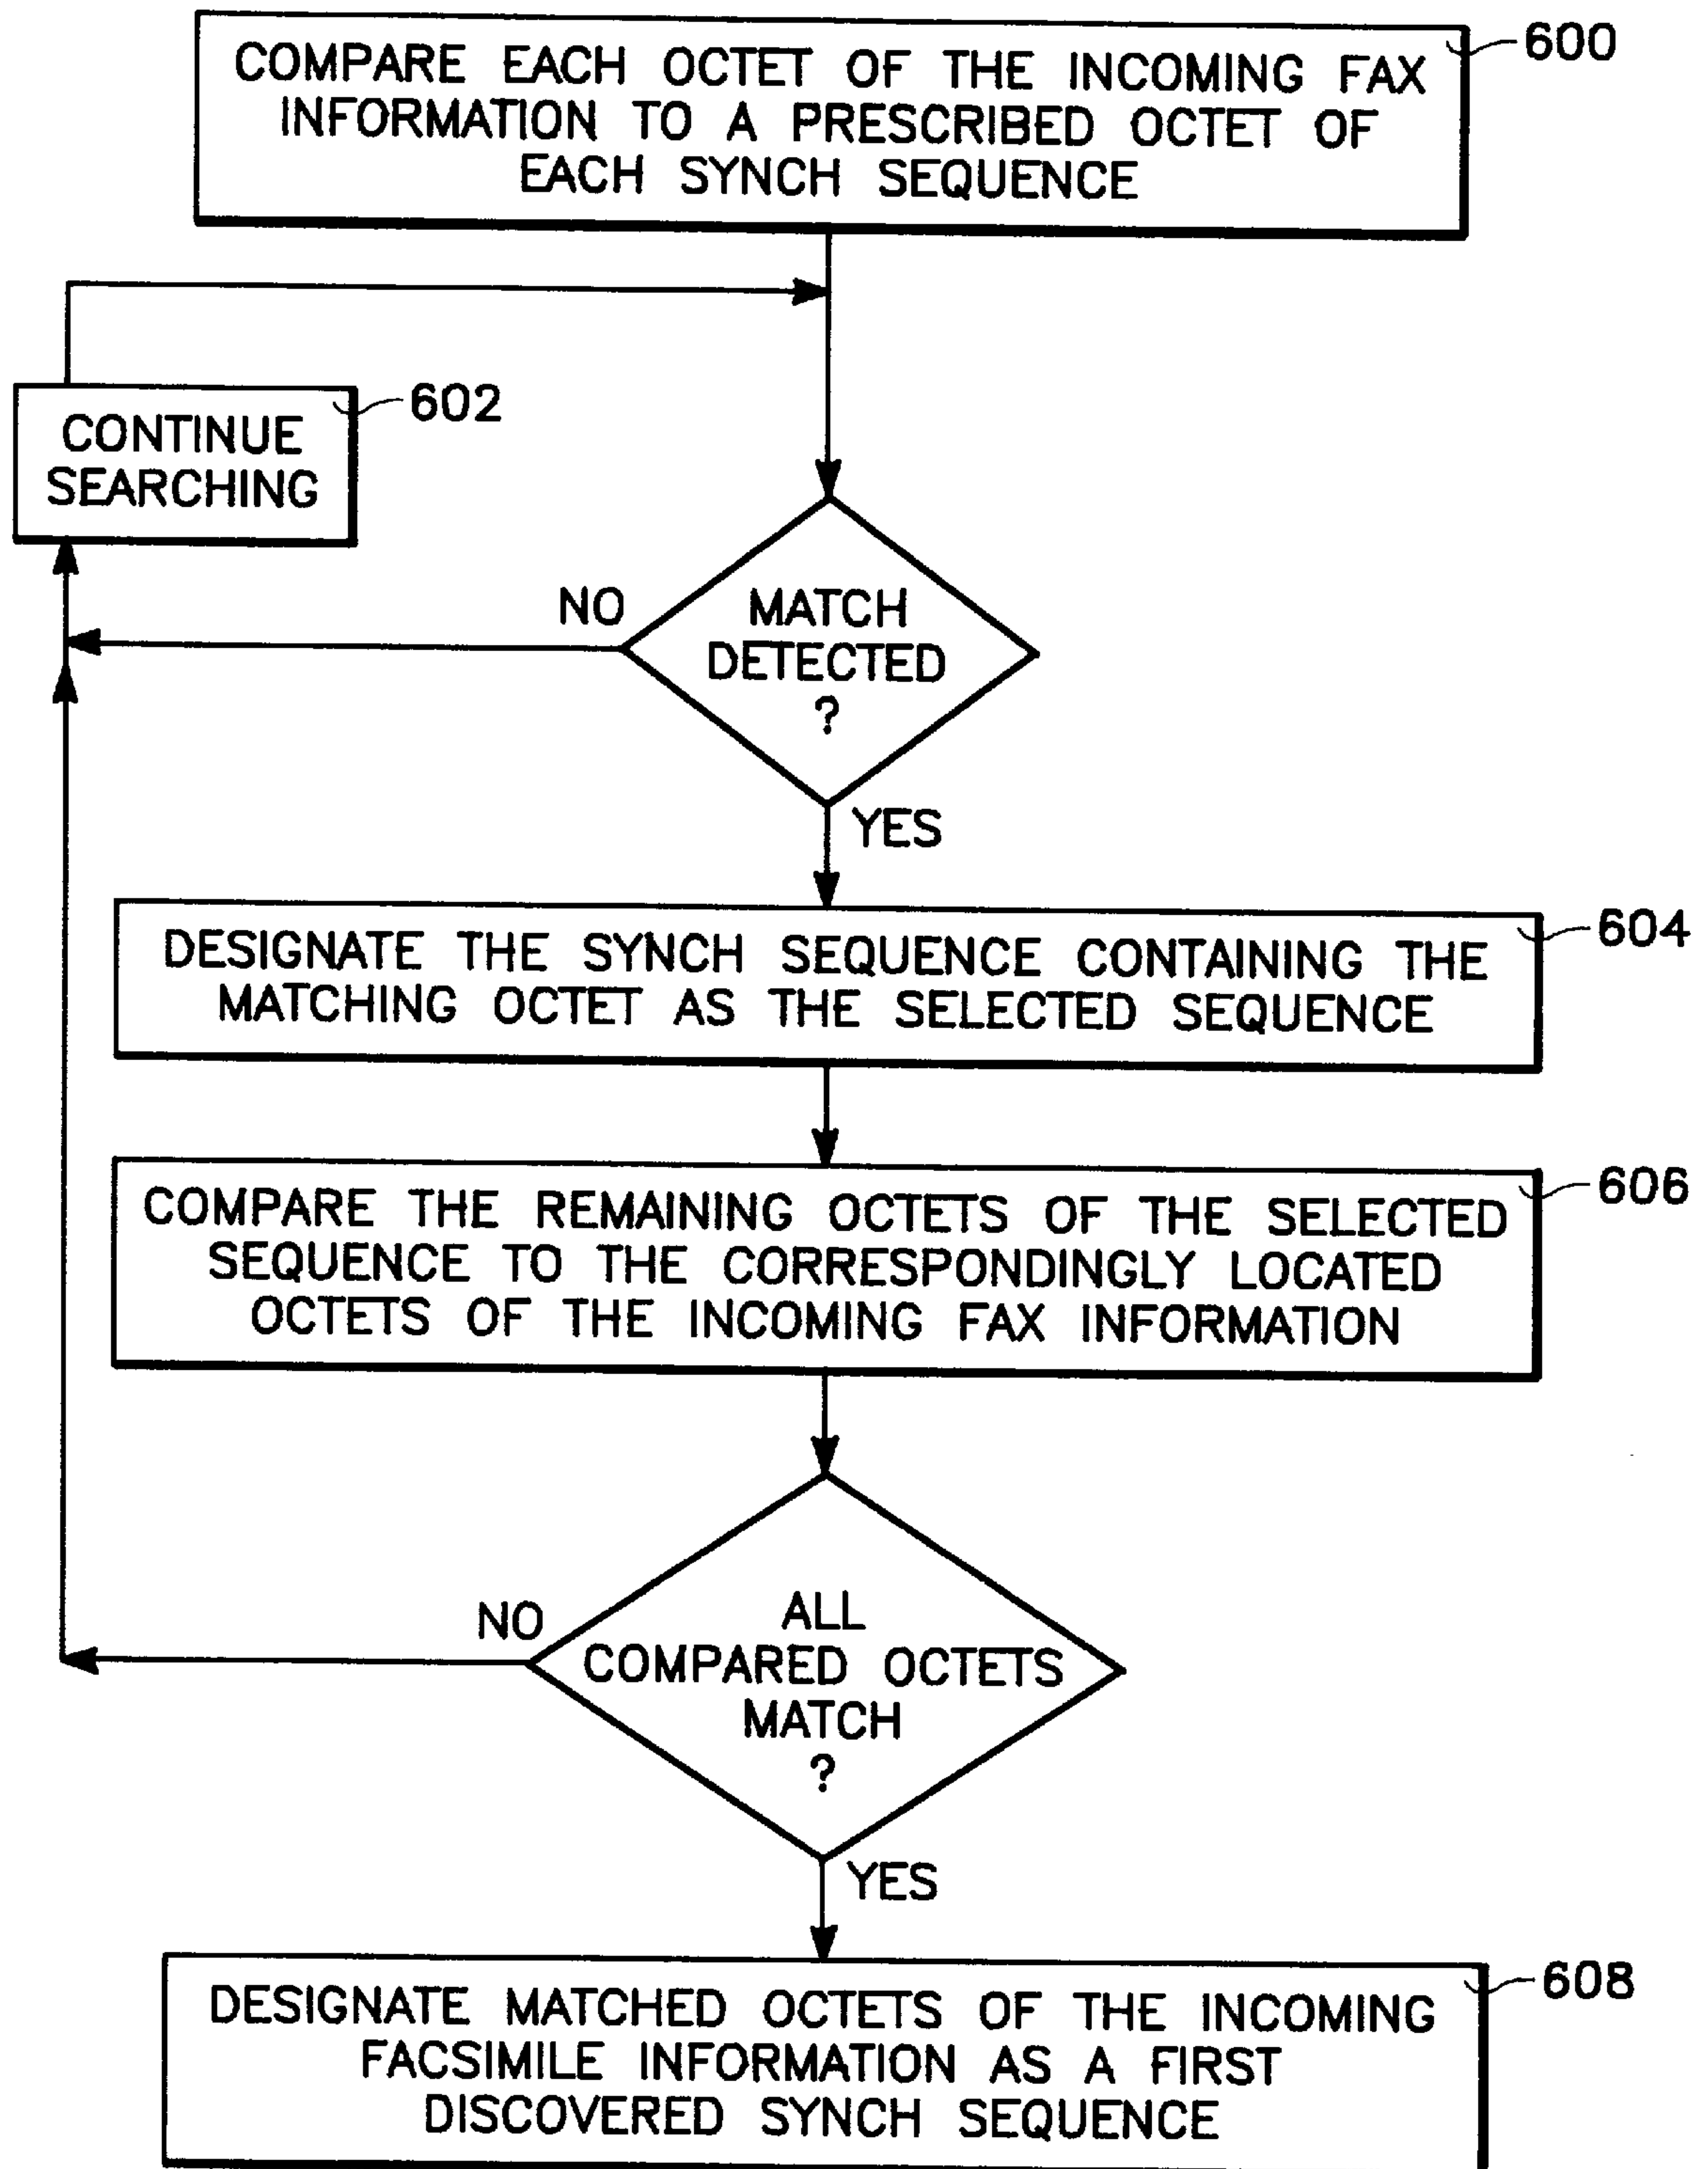 COMPARE EACH OCTET OF THE INCOMING FAX
INFORMATION TO A PRESCRIBED OCTET OF
EACH SYNCH SEQUENCE
600
CONTINUE
SEARCHING
602
NO
MATCH
DETECTED
?
YES
DESIGNATE THE SYNCH SEQUENCE CONTAINING THE
MATCHING OCTET AS THE SELECTED SEQUENCE
604
COMPARE THE REMAINING OCTETS OF THE SELECTED
SEQUENCE TO THE CORRESPONDINGLY LOCATED
OCTETS OF THE INCOMING FAX INFORMATION
606
NO
ALL
COMPARED OCTETS
MATCH
?
YES
DESIGNATE MATCHED OCTETS OF THE INCOMING
FACSIMILE INFORMATION AS A FIRST
DISCOVERED SYNCH SEQUENCE
608